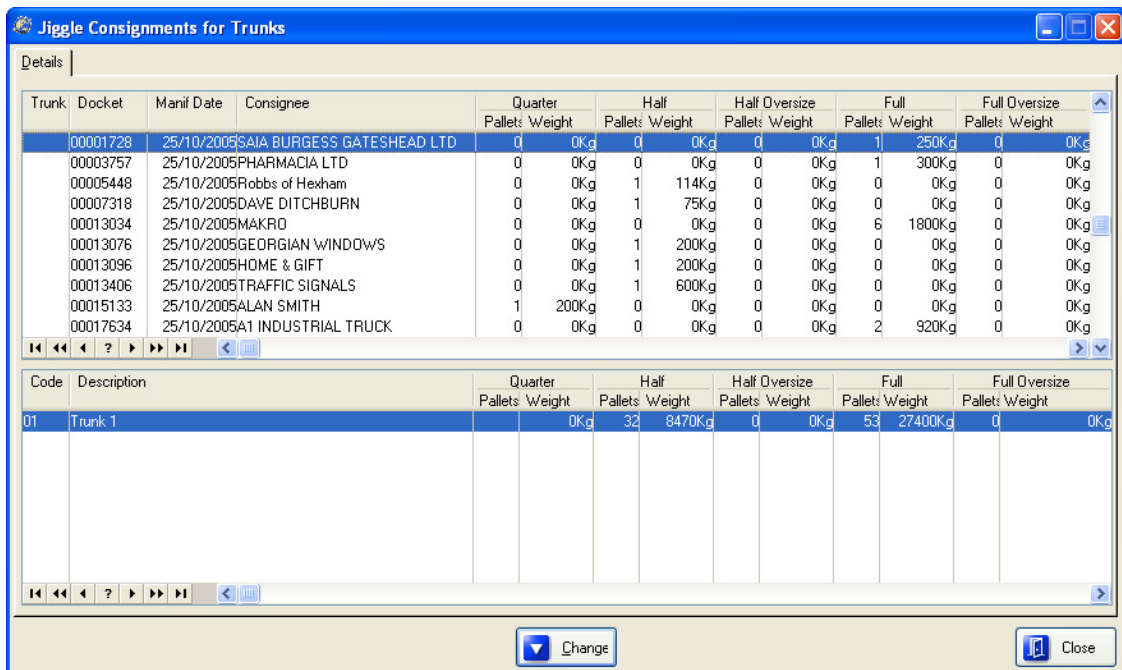 Jiggle Consignments for Trunks
Details
Trunk Docket Manif Date Consignee Quarter Half Half Oversize Full Full Oversize
Pallets Weight Pallets Weight Pallets Weight Pallets Weight Pallets Weight
00001728 25/10/2005 SAIA BURGESS GATESHEAD LTD 0 0Kg 0 0Kg 0 0Kg 1 250Kg 0 0Kg
00003757 25/10/2005 PHARMACIA LTD 0 0Kg 0 0Kg 0 0Kg 1 300Kg 0 0Kg
00005448 25/10/2005 Robbs of Hexham 0 0Kg 1 114Kg 0 0Kg 0 0Kg 0 0Kg
00007318 25/10/2005 DAVE DITCHBURN 0 0Kg 1 75Kg 0 0Kg 0 0Kg 0 0Kg
00013034 25/10/2005 MAKRO 0 0Kg 0 0Kg 0 0Kg 6 1800Kg 0 0Kg
00013076 25/10/2005 GEORGIAN WINDOWS 0 0Kg 1 200Kg 0 0Kg 0 0Kg 0 0Kg
00013096 25/10/2005 HOME & GIFT 0 0Kg 1 200Kg 0 0Kg 0 0Kg 0 0Kg
00013406 25/10/2005 TRAFFIC SIGNALS 0 0Kg 1 600Kg 0 0Kg 0 0Kg 0 0Kg
00015133 25/10/2005 ALAN SMITH 1 200Kg 0 0Kg 0 0Kg 0 0Kg 0 0Kg
00017634 25/10/2005 A1 INDUSTRIAL TRUCK 0 0Kg 0 0Kg 0 0Kg 2 920Kg 0 0Kg
?
Code Description Quarter Half Half Oversize Full Full Oversize
Pallets Weight Pallets Weight Pallets Weight Pallets Weight Pallets Weight
01 Trunk 1 0Kg 32 8470Kg 0 0Kg 53 27400Kg 0 0Kg
?
Change Close